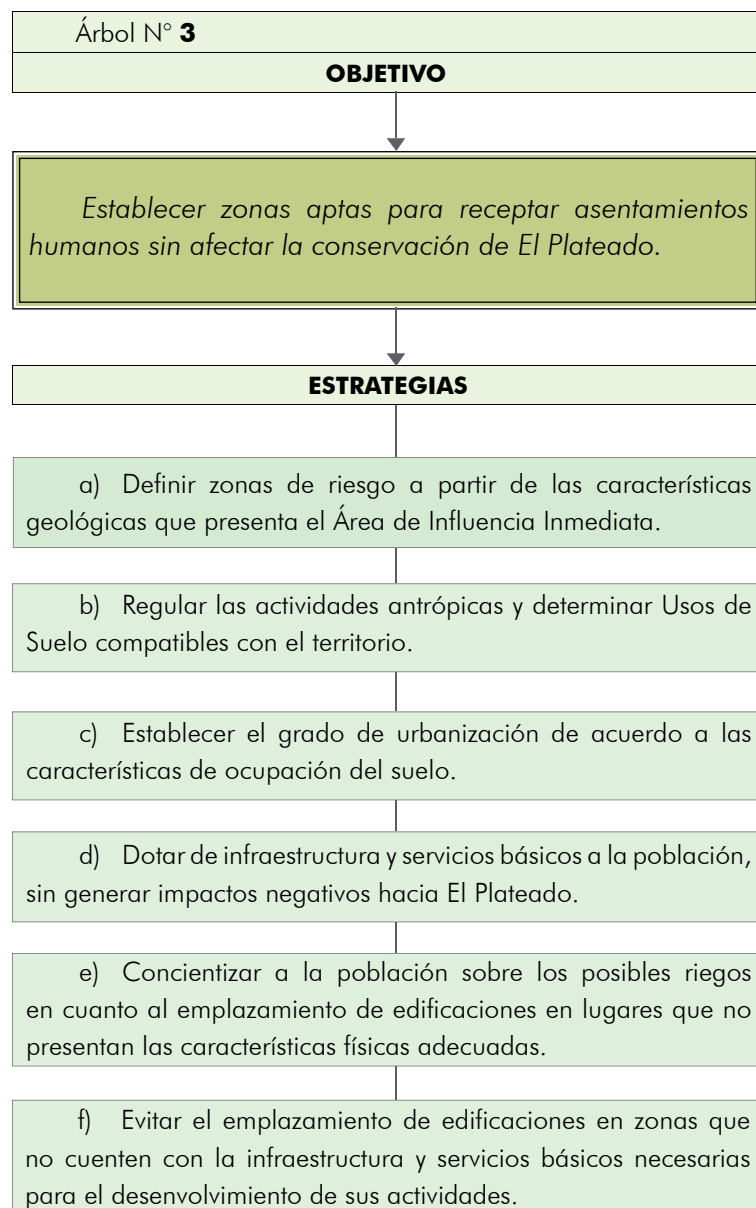 Árbol N° 3
OBJETIVO
Establecer zonas aptas para receptar asentamientos
humanos sin afectar la conservación de El Plateado.
ESTRATEGIAS
a) Definir zonas de riesgo a partir de las características
geológicas que presenta el Área de Influencia Inmediata.
b) Regular las actividades antrópicas y determinar Usos de
Suelo compatibles con el territorio.
c) Establecer el grado de urbanización de acuerdo a las
características de ocupación del suelo.
d) Dotar de infraestructura y servicios básicos a la población,
sin generar impactos negativos hacia El Plateado.
e) Concientizar a la población sobre los posibles riegos
en cuanto al emplazamiento de edificaciones en lugares que no
presentan las características físicas adecuadas.
f) Evitar el emplazamiento de edificaciones en zonas que
no cuenten con la infraestructura y servicios básicos necesarias
para el desenvolvimiento de sus actividades.